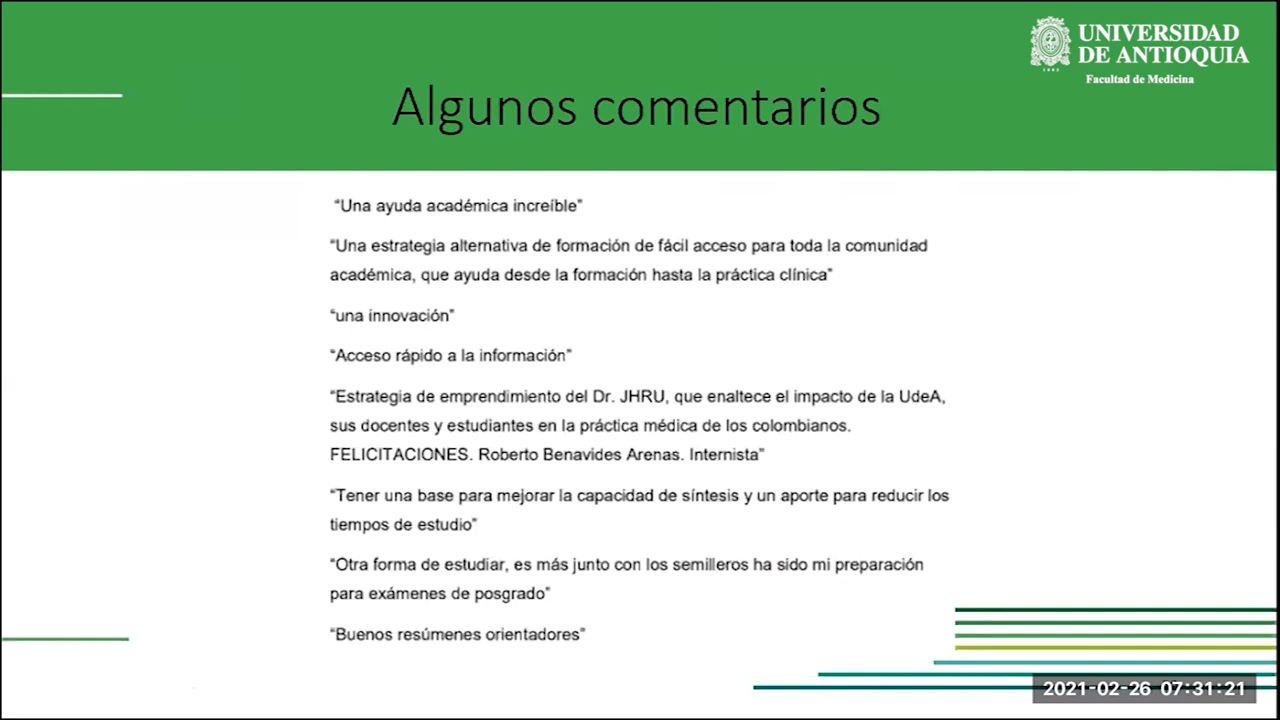 UNIVERSIDAD
DE ANTIOQUIA
1803
Facultad de Medicina
Algunos comentarios
“Una ayuda académica increíble”
“Una estrategia alternativa de formación de fácil acceso para toda la comunidad
académica, que ayuda desde la formación hasta la práctica clínica”
“una innovación”
“Acceso rápido a la información”
“Estrategia de emprendimiento del Dr. JHRU, que enaltece el impacto de la UdeA,
sus docentes y estudiantes en la práctica médica de los colombianos.
FELICITACIONES. Roberto Benavides Arenas. Internista”
“Tener una base para mejorar la capacidad de síntesis y un aporte para reducir los
tiempos de estudio”
“Otra forma de estudiar, es más junto con los semilleros ha sido mi preparación
para exámenes de posgrado”
“Buenos resúmenes orientadores”
2021-02-26 07:31:21